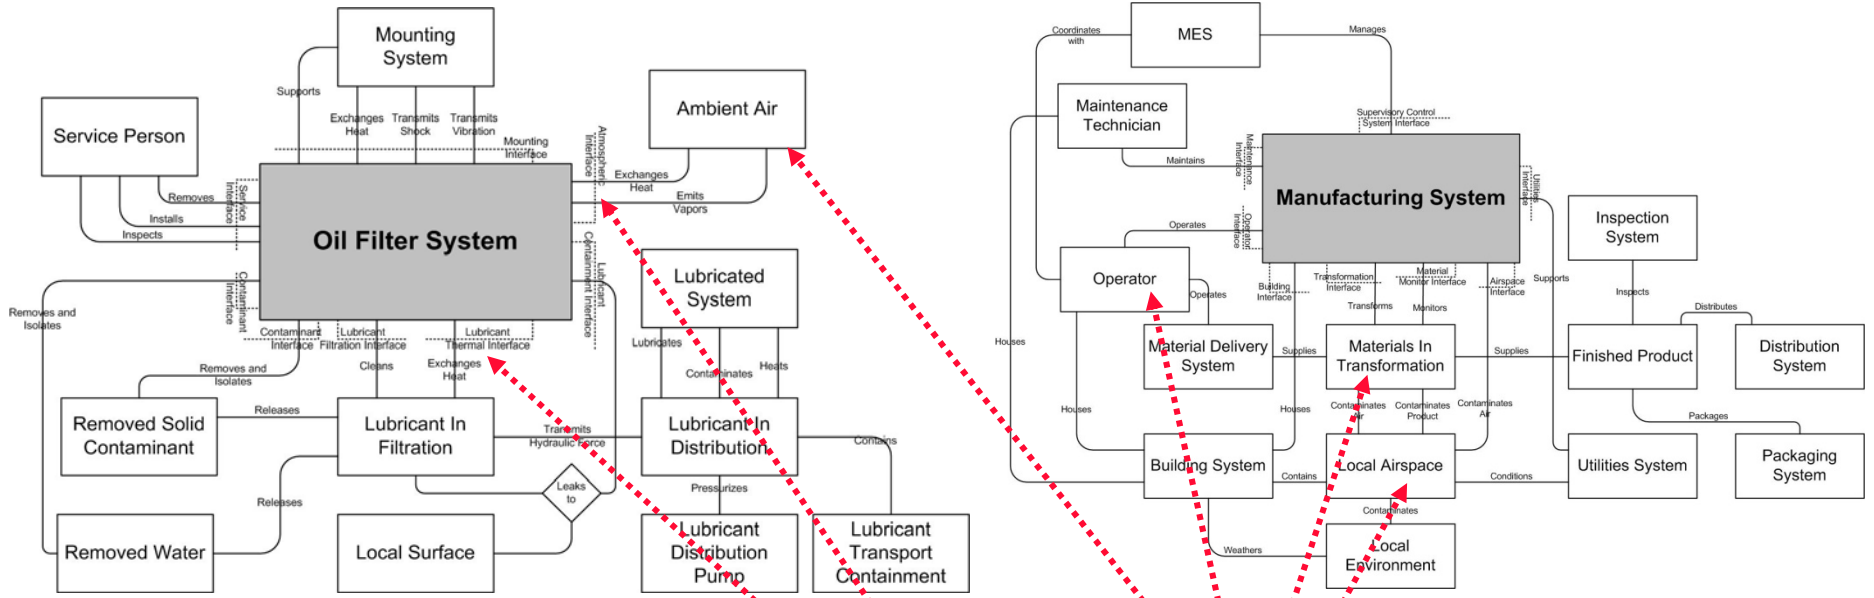 Mounting
System
Supports
Exchanges
Heat
Transmits
Shock
Transmits
Vibration
Mounting
Interface
Service Person
Removes
Installs
Inspects
Service
Interface
Atmospheric
Interface
Ambient Air
Exchanges
Heat
Emits
Vapors
Oil Filter System
Contaminant
Interface
Lubricant
Containment Interface
Removes and
Isolates
Contaminant
Interface
Lubricant
Filtration Interface
Lubricant
Thermal Interface
Removes and
Isolates
Cleans
Exchanges
Heat
Lubricated
System
Lubricates
Contaminates
Heats
Removed Solid
Contaminant
Releases
Lubricant In
Filtration
Transmits
Hydraulic Force
Lubricant In
Distribution
Contains
Releases
Leaks
to
Pressurizes
Removed Water
Local Surface
Lubricant
Distribution
Pump
Lubricant
Transport
Containment
MES
Coordinates
with
Manages
Maintenance
Technician
Supervisory Control
System Interface
Maintains
Maintenance
Interface
Utilities
Interface
Manufacturing System
Operates
Operator
Interface
Inspection
System
Operator
Operates
Building
Interface
Transformation
Interface
Material
Monitor Interface
Airspace
Interface
Supports
Inspects
Transforms
Monitors
Distributes
Houses
Material Delivery
System
Supplies
Materials In
Transformation
Supplies
Finished Product
Distribution
System
Houses
Houses
Contaminates
Air
Contaminates
Product
Contaminates
Air
Packages
Building System
Contains
Local Airspace
Conditions
Utilities System
Packaging
System
Contaminates
Weathers
Local
Environment